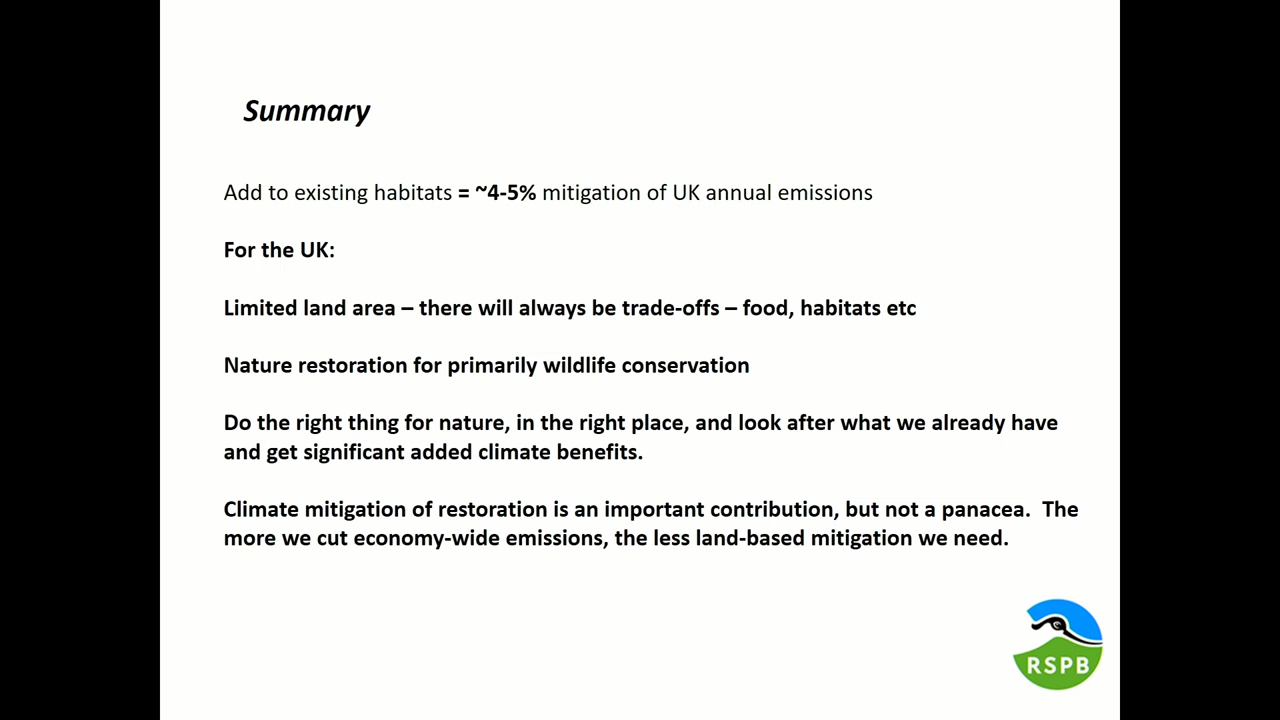 Summary
Add to existing habitats = ~4-5% mitigation of UK annual emissions
For the UK:
Limited land area – there will always be trade-offs – food, habitats etc
Nature restoration for primarily wildlife conservation
Do the right thing for nature, in the right place, and look after what we already have
and get significant added climate benefits.
Climate mitigation of restoration is an important contribution, but not a panacea.  The
more we cut economy-wide emissions, the less land-based mitigation we need.
RSPB